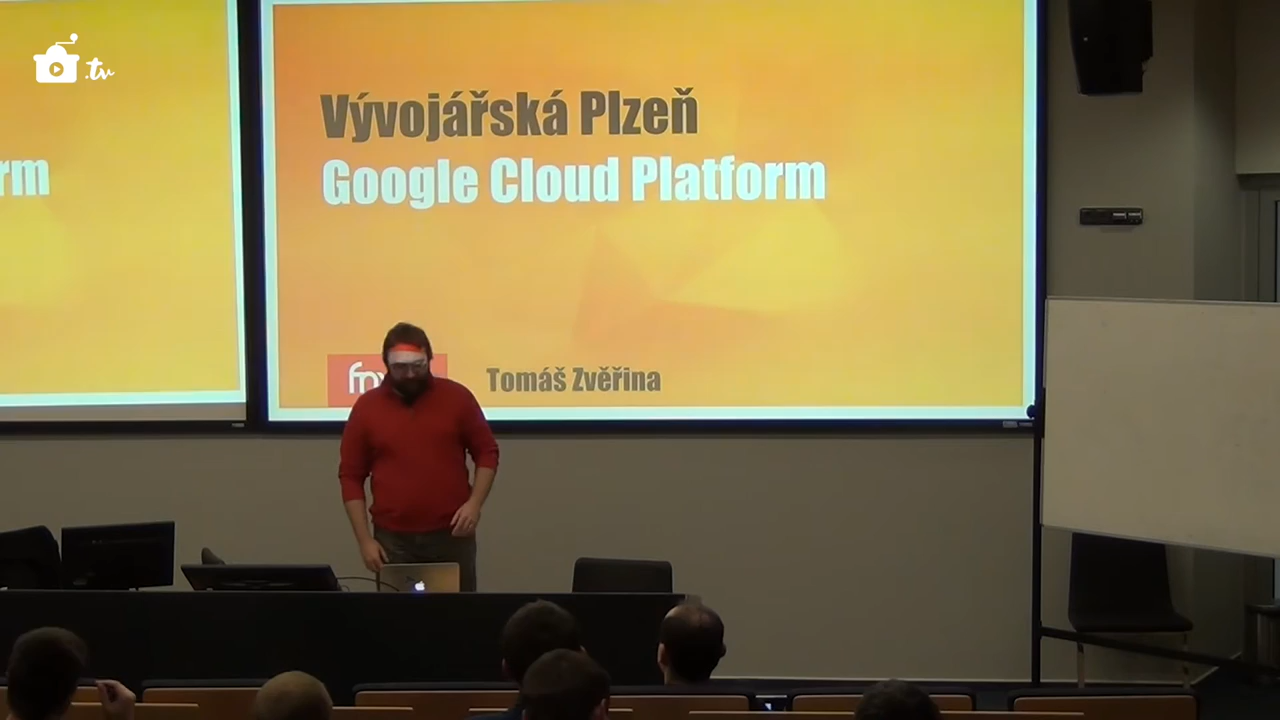 .tv
rm
Vývojářská Plzeň
Google Cloud Platform
Tomáš Zvěřina